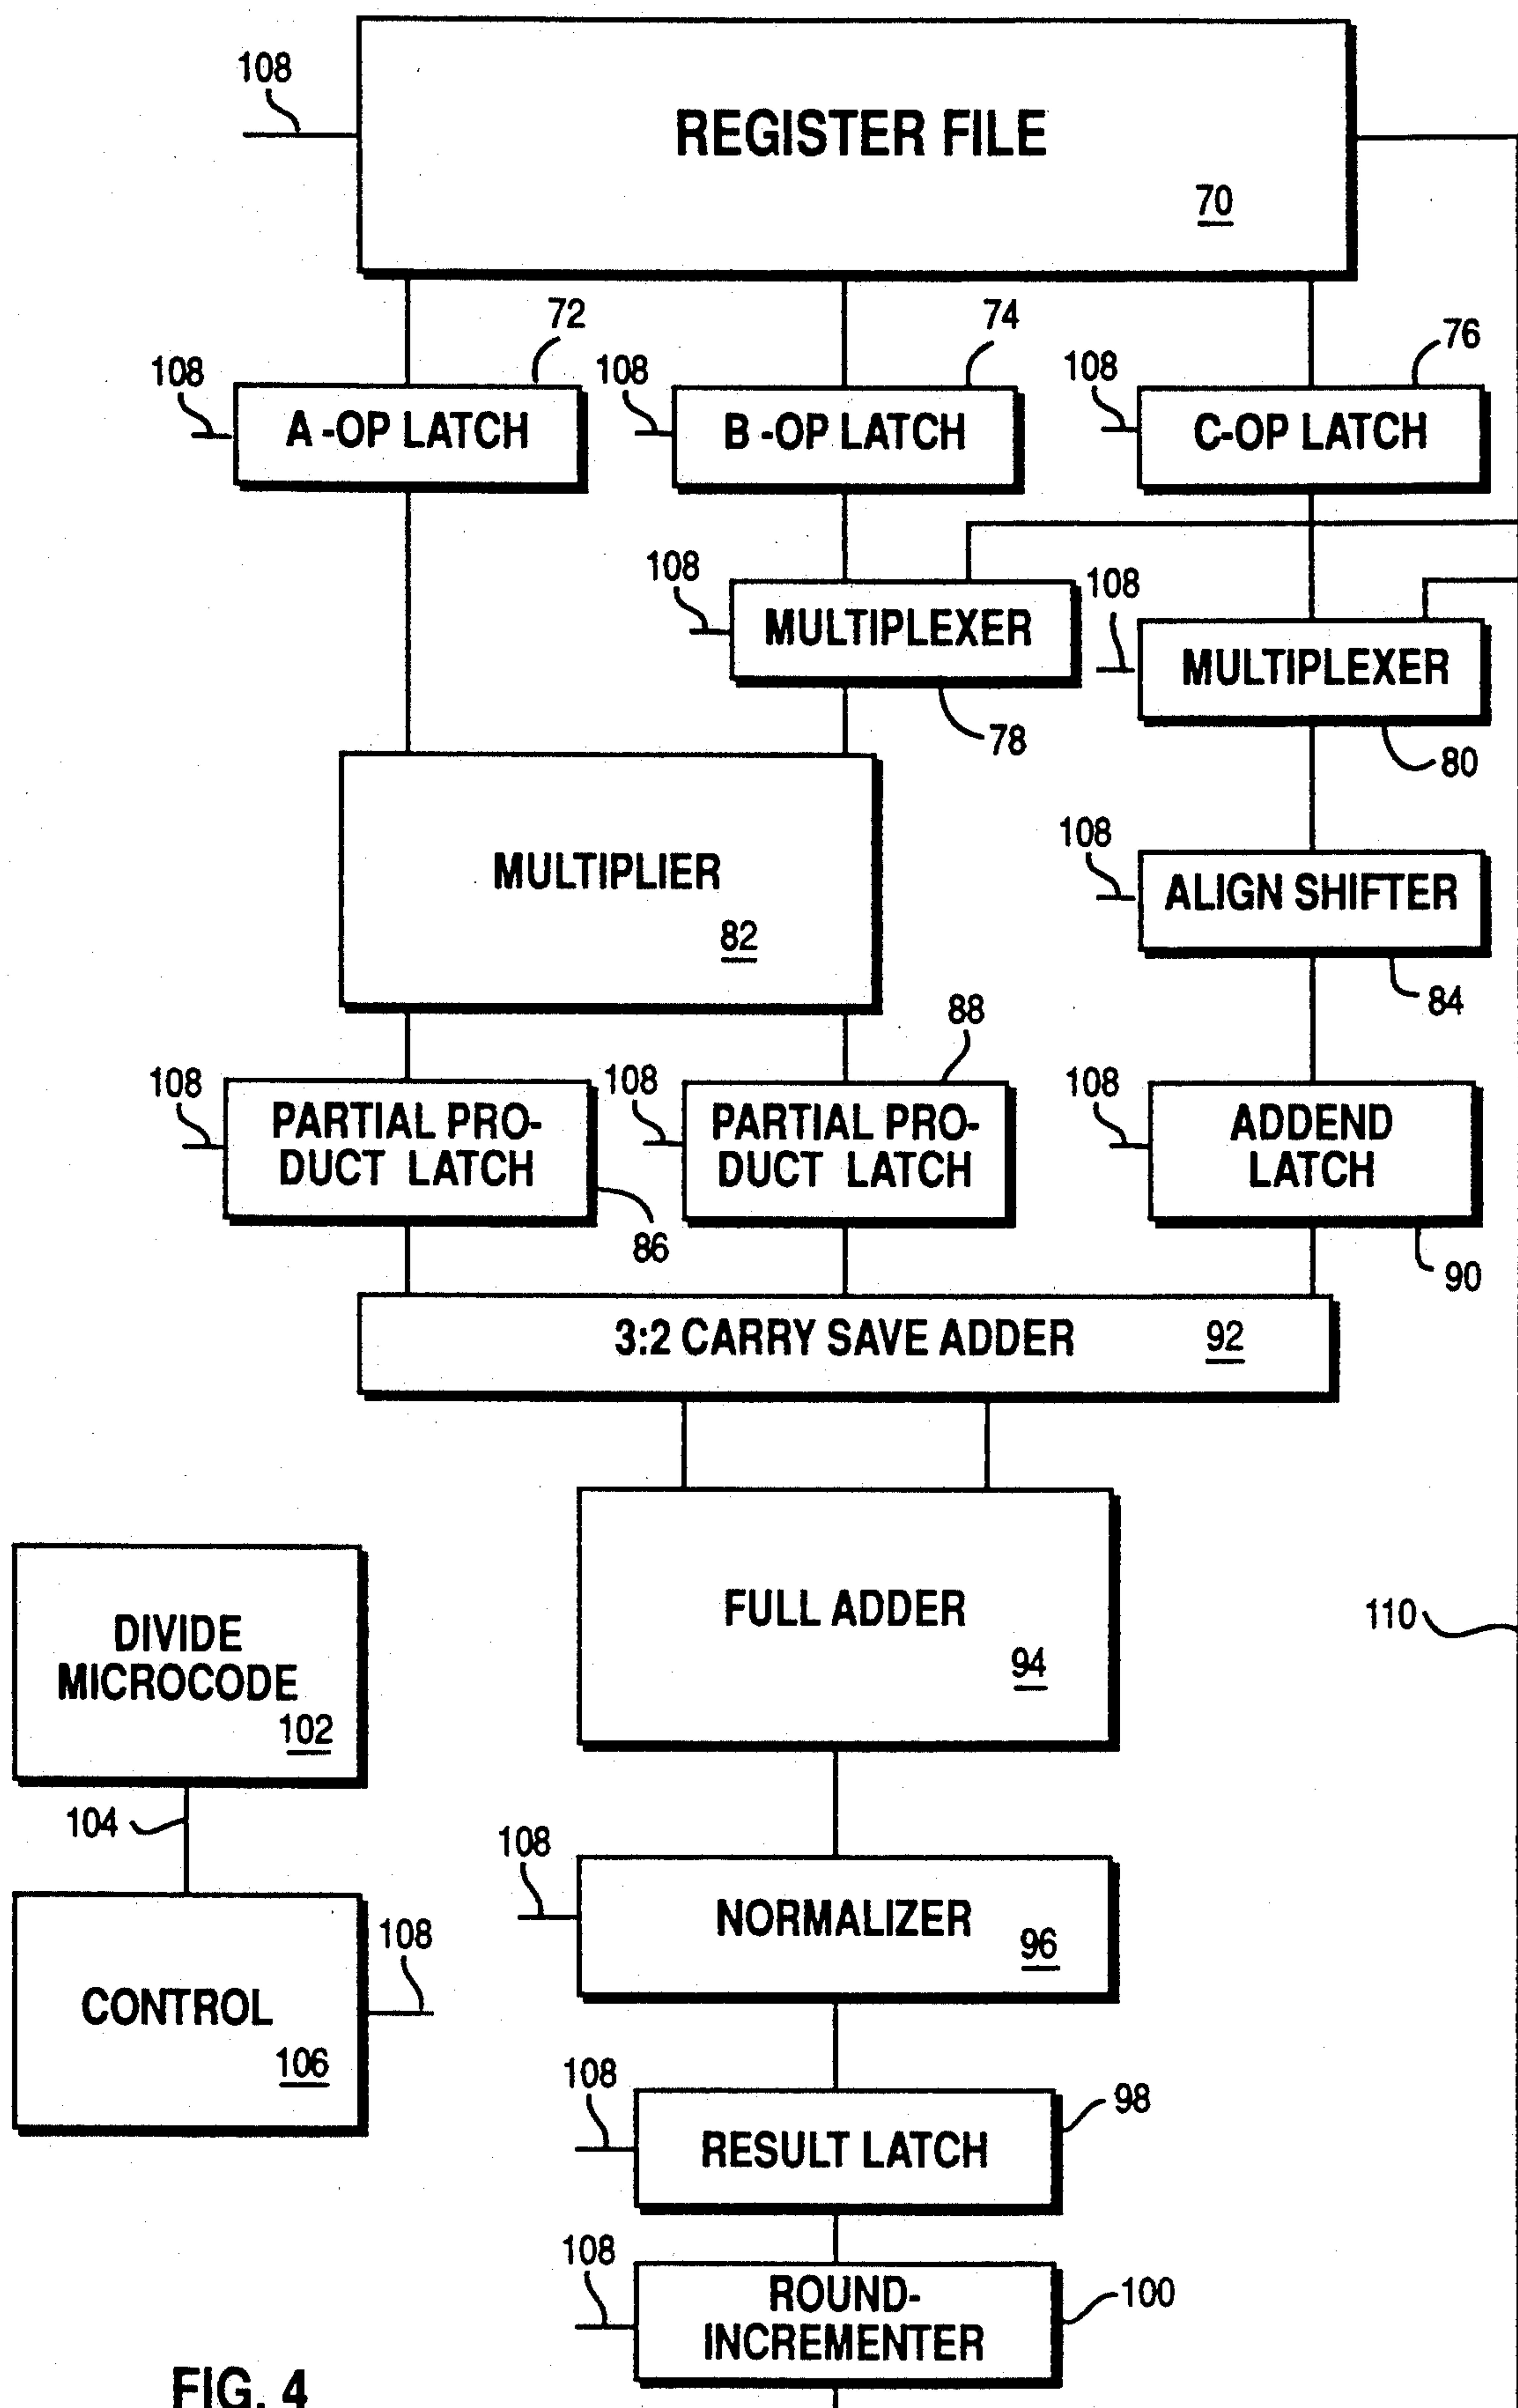 108
REGISTER FILE
70
72
74
76
108
108
108
A-OP LATCH
B-OP LATCH
C-OP LATCH
108
108
MULTIPLEXER
MULTIPLEXER
78
80
MULTIPLIER
82
108
ALIGN SHIFTER
84
88
108
108
108
PARTIAL PRO-
DUCT LATCH
PARTIAL PRO-
DUCT LATCH
ADDEND
LATCH
86
90
3:2 CARRY SAVE ADDER
92
FULL ADDER
94
110
DIVIDE
MICROCODE
102
104
108
NORMALIZER
96
CONTROL
106
108
108
RESULT LATCH
98
108
ROUND-
INCREMENTER
100
FIG. 4